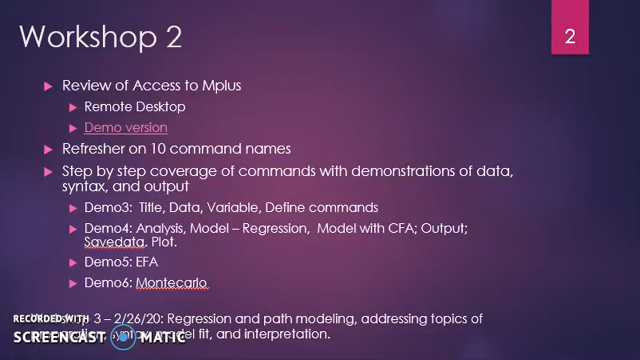 Workshop 2
2
Review of Access to Mplus
Remote Desktop
Demo version
Refresher on 10 command names
Step by step coverage of commands with demonstrations of data,
syntax, and output
Demo3: Title, Data, Variable, Define commands
Demo4: Analysis, Model – Regression, Model with CFA; Output;
Savedata. Plot.
Demo5: EFA
Demo6: Montecarlo
3 – 2/26/20: Regression and path modeling, addressing topics of
model fit, and interpretation.
RECORDED WITH
SCREENCAST MATIC